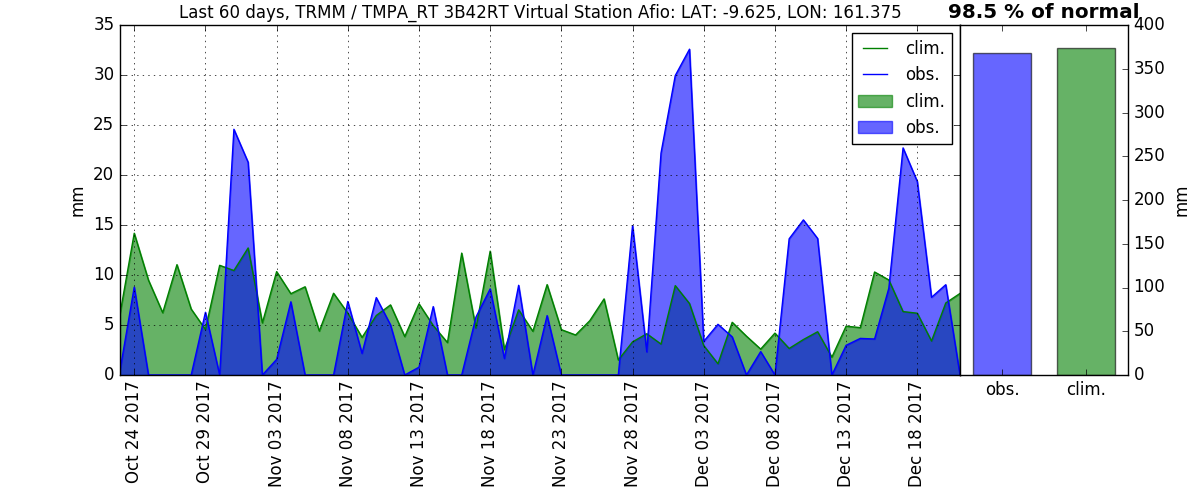 Last 60 days, TRMM / TMPA_RT 3B42RT Virtual Station Afio: LAT: -9.625, LON: 161.375
98.5 % of normal
35
30
25
20
15
10
5
0
mm
clim.
obs.
clim.
obs.
Oct 24 2017
Oct 29 2017
Nov 03 2017
Nov 08 2017
Nov 13 2017
Nov 18 2017
Nov 23 2017
Nov 28 2017
Dec 03 2017
Dec 08 2017
Dec 13 2017
Dec 18 2017
400
350
300
250
200
150
100
50
0
mm
obs.
clim.